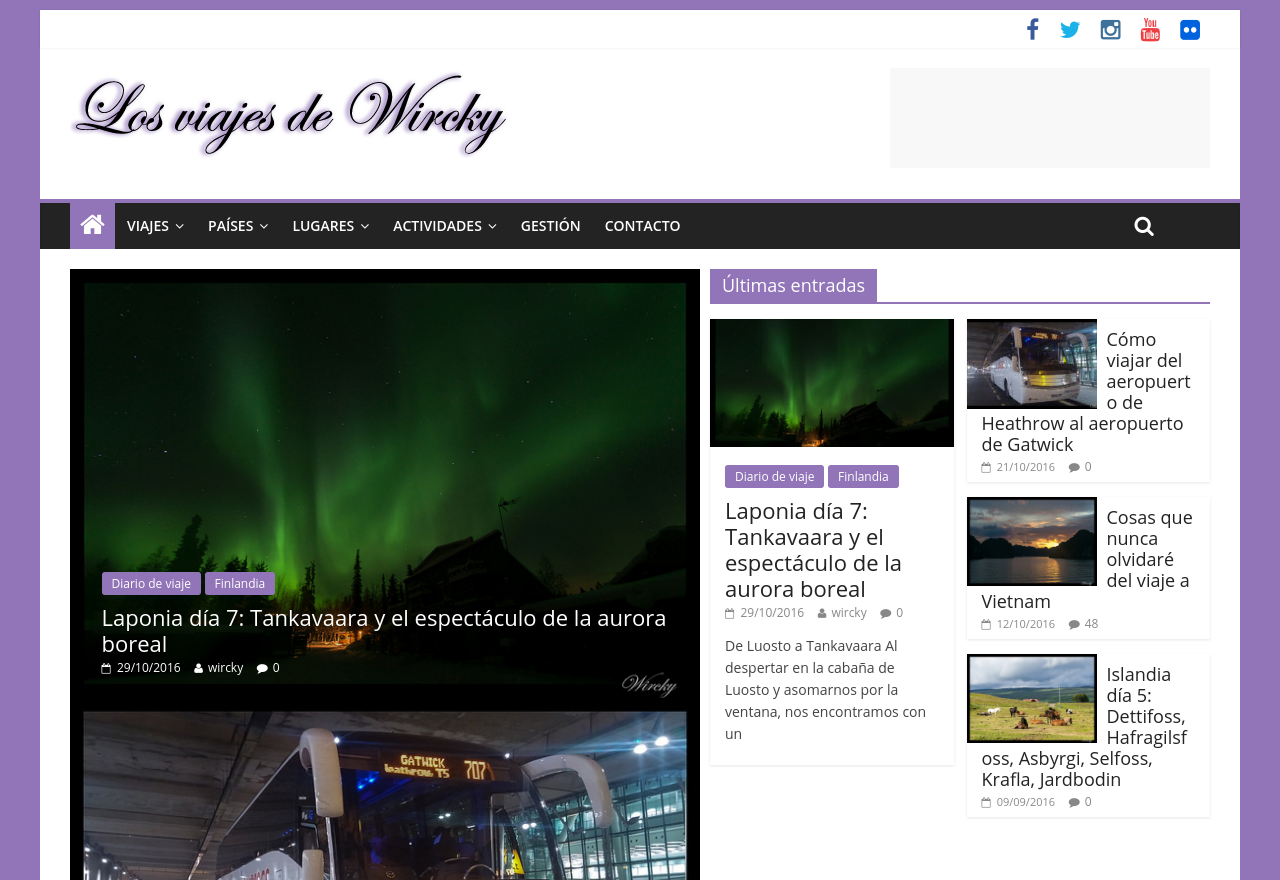 Los viajes de Wircky
VIAJES
PAÍSES
LUGARES
ACTIVIDADES
GESTIÓN
CONTACTO
Diario de viaje
Finlandia
Laponia día 7: Tankavaara y el espectáculo de la aurora
boreal
29/10/2016
wircky
0
Wircky
GATWICK
Heathrow T5
707
Últimas entradas
Diario de viaje
Finlandia
Laponia día 7:
Tankavaara y el
espectáculo de la
aurora boreal
29/10/2016
wircky
0
De Luosto a Tankavaara Al
despertar en la cabaña de
Luosto y asomarnos por la
ventana, nos encontramos con
un
Cómo
viajar del
aeropuert
o de
Heathrow al aeropuerto
de Gatwick
21/10/2016
0
Cosas que
nunca
olvidaré
del viaje a
Vietnam
12/10/2016
48
Islandia
día 5:
Dettifoss,
Hafragilsf
oss, Asbyrgi, Selfoss,
Krafla, Jardbodin
09/09/2016
0
You
Tube